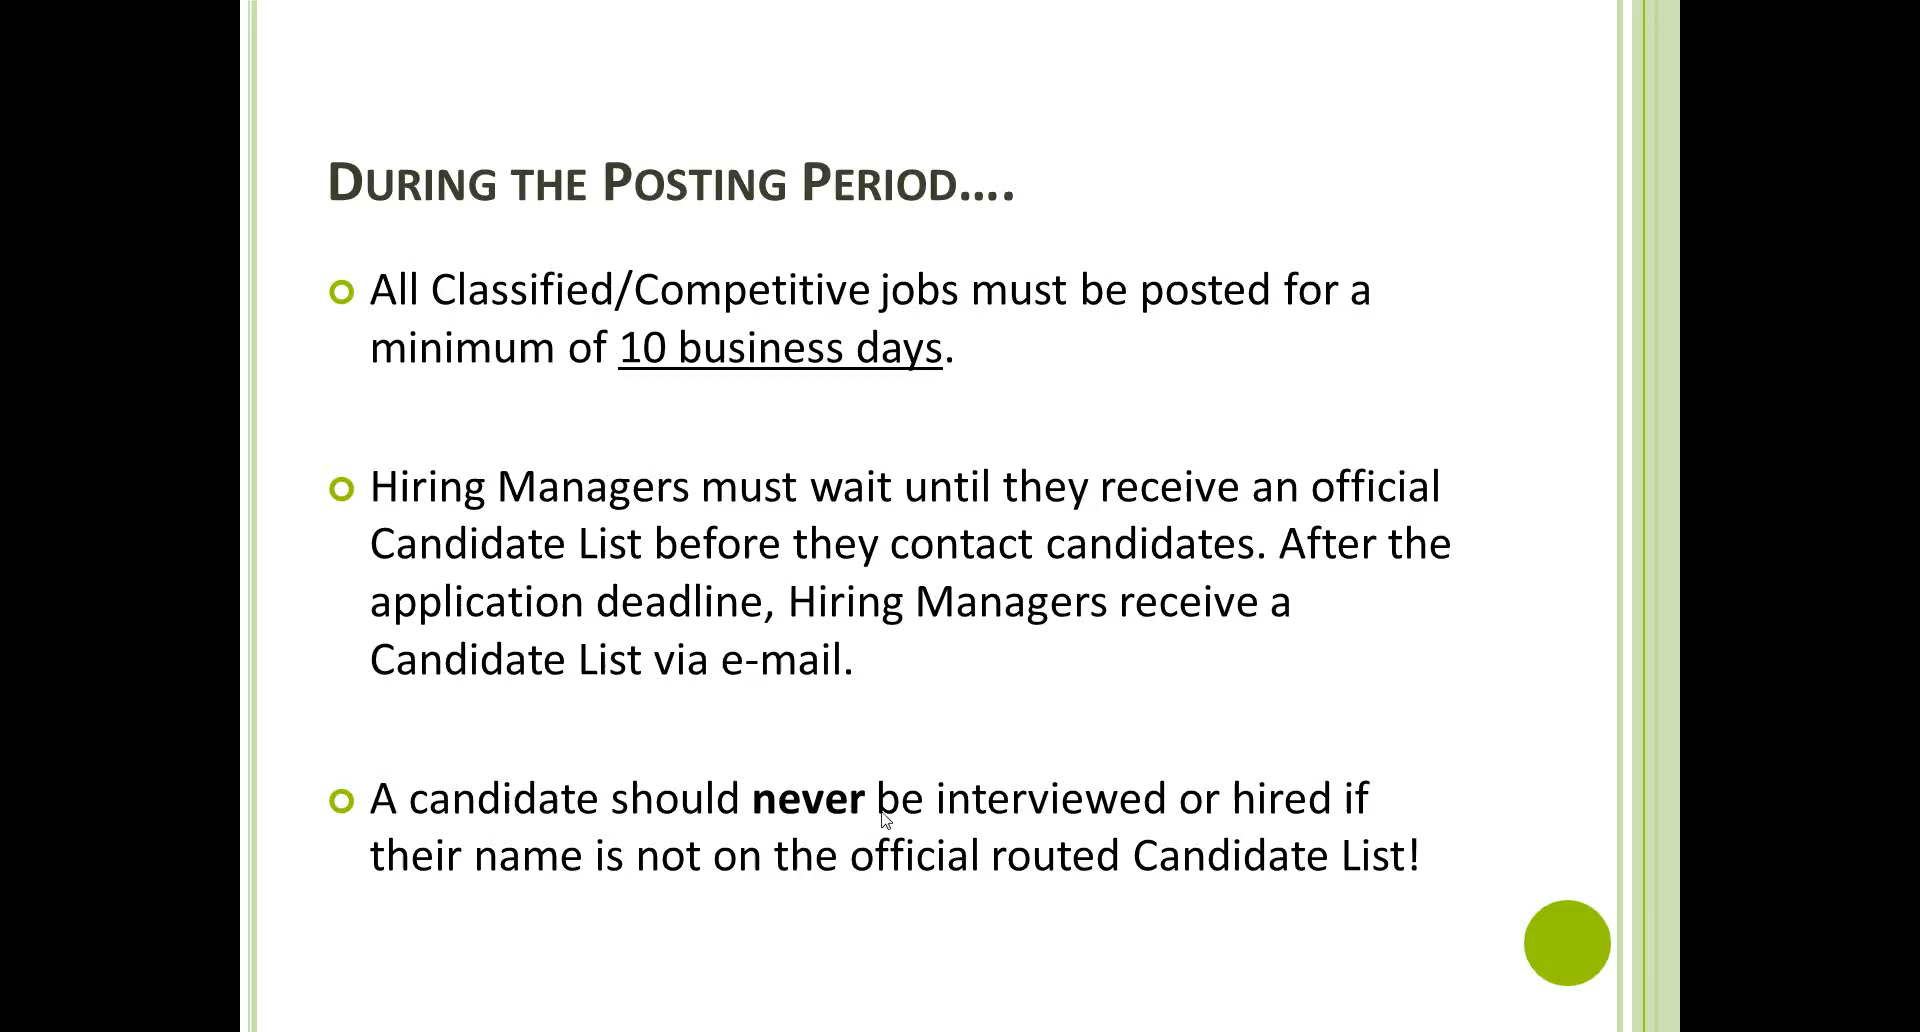 During the Posting Period....
All Classified/Competitive jobs must be posted for a
minimum of 10 business days.
Hiring Managers must wait until they receive an official
Candidate List before they contact candidates. After the
application deadline, Hiring Managers receive a
Candidate List via e-mail.
A candidate should never be interviewed or hired if
their name is not on the official routed Candidate List!